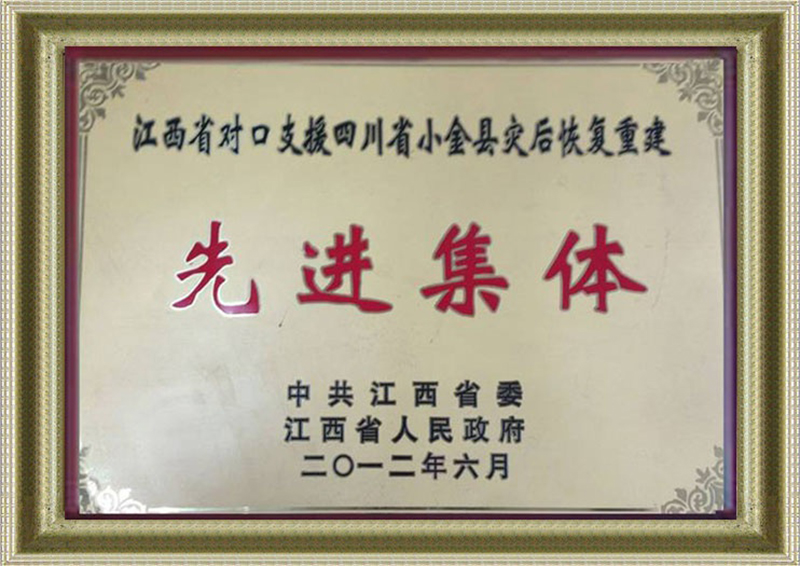 江西省对口支援四川省小金县灾后恢复重建
先进集体
中共江西省委
江西省人民政府
二〇一二年六月